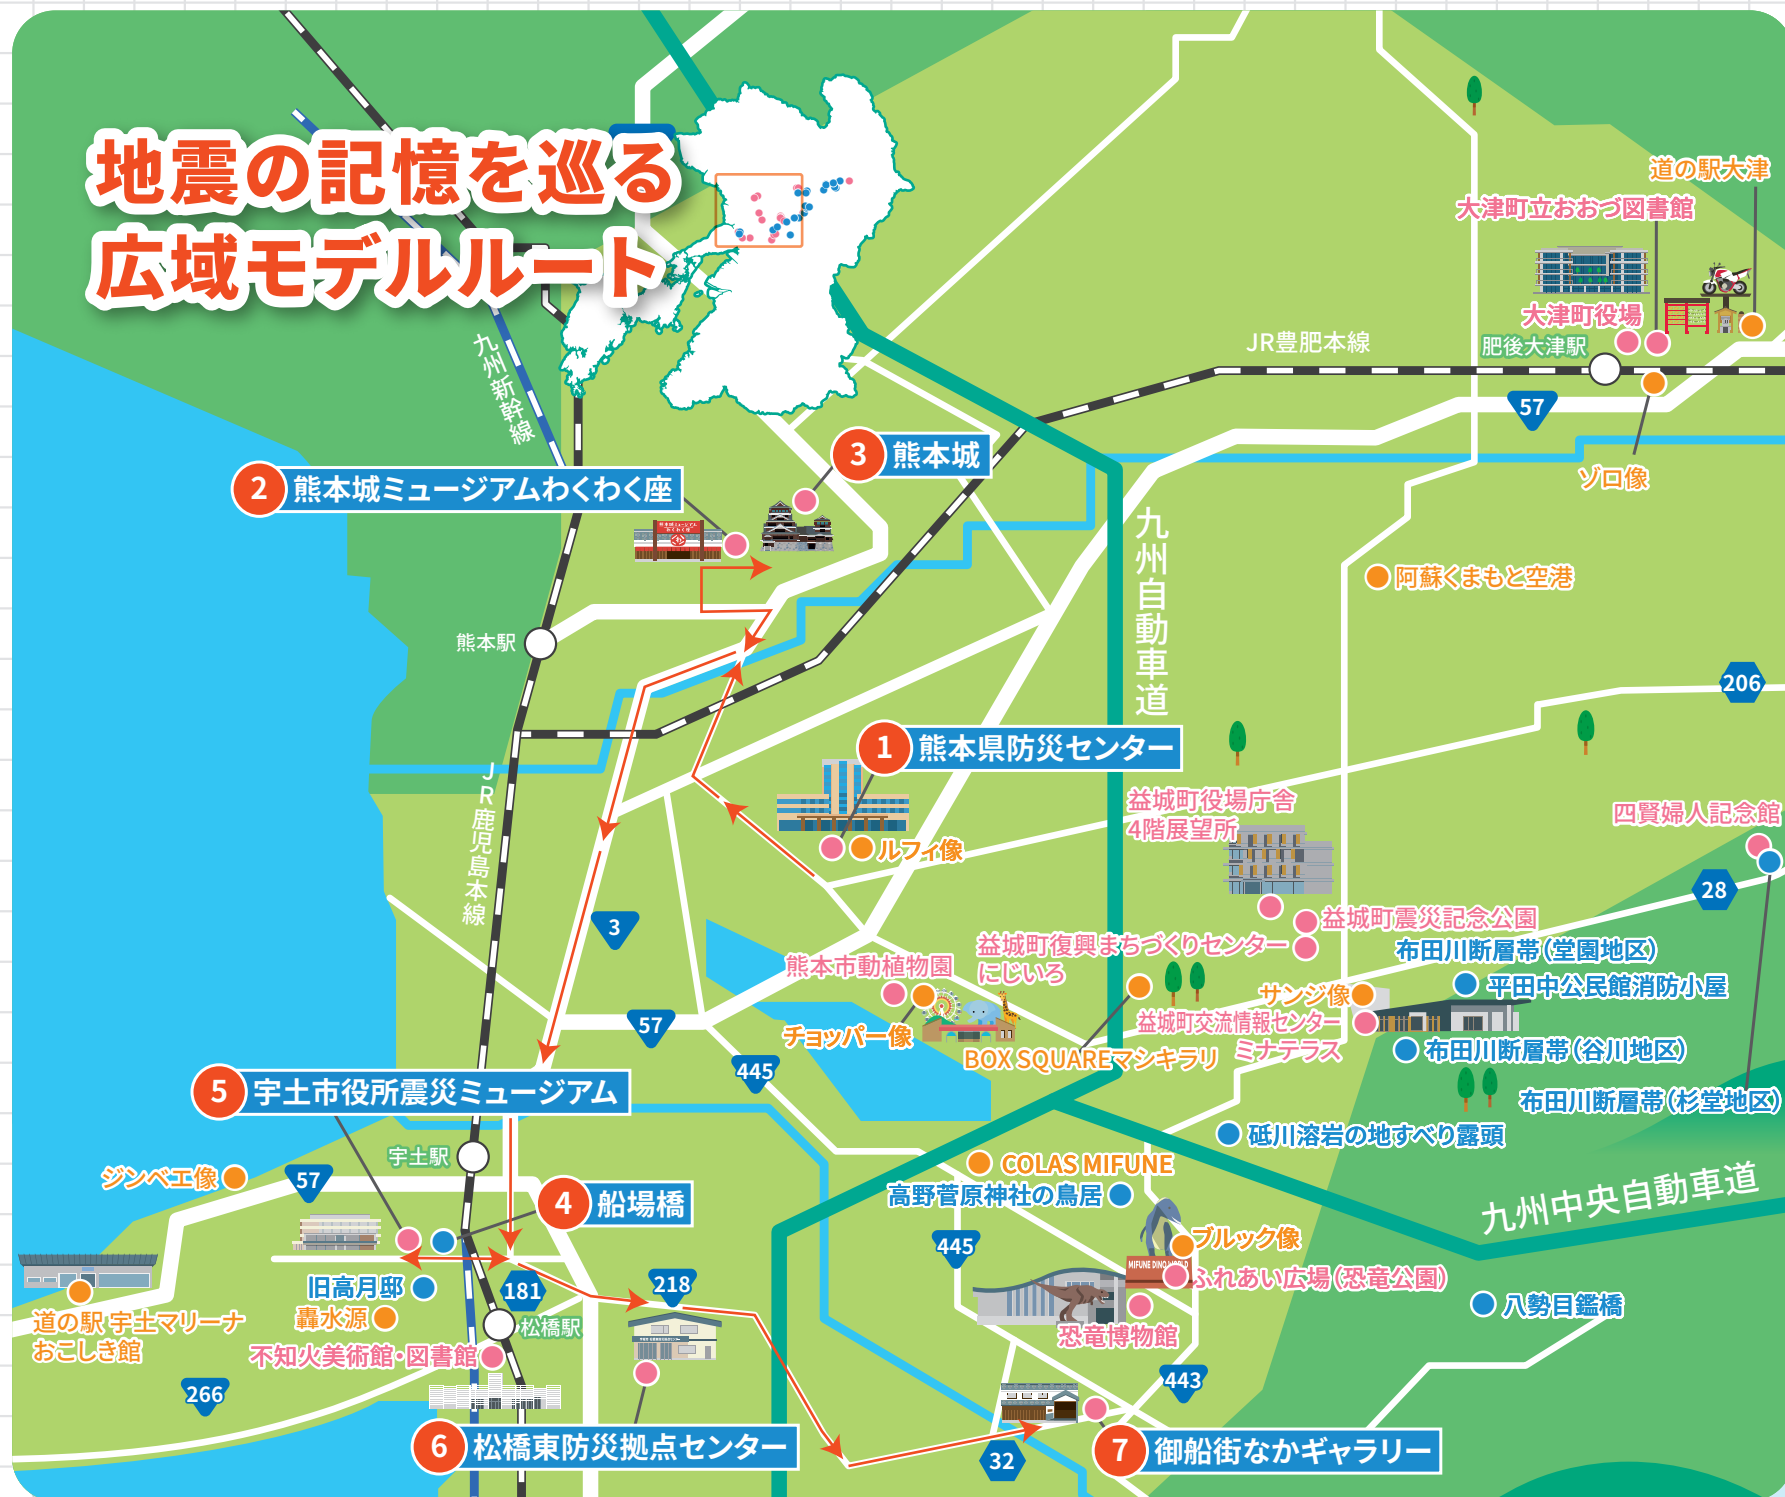 地震の記憶を巡る
広域モデルルート
道の駅大津
大津町立おおづ図書館
大津町役場
肥後大津駅
JR豊肥本線
57
ゾロ像
九州新幹線
3 熊本城
2 熊本城ミュージアムわくわく座
熊本城ミュージアム
わくわく座
九州自動車道
阿蘇くまもと空港
熊本駅
206
1 熊本県防災センター
ルフィ像
JR鹿児島本線
益城町役場庁舎
4階展望所
四賢婦人記念館
28
3
益城町震災記念公園
益城町復興まちづくりセンター
にじいろ
布田川断層帯(堂園地区)
平田中公民館消防小屋
熊本市動植物園
サンジ像
益城町交流情報センター
ミナテラス
チョッパー像
57
BOX SQUAREマシキラリ
布田川断層帯(谷川地区)
445
5 宇土市役所震災ミュージアム
布田川断層帯(杉堂地区)
砥川溶岩の地すべり露頭
宇土駅
COLAS MIFUNE
ジンベエ像
57
高野菅原神社の鳥居
4 船場橋
九州中央自動車道
445
ブルック像
MIFUNE DINO WORLD
ふれあい広場(恐竜公園)
旧高月邸
181
218
八勢目鑑橋
道の駅 宇土マリーナ
おこしき館
轟水源
松橋駅
恐竜博物館
不知火美術館・図書館
266
443
6 松橋東防災拠点センター
32
7 御船街なかギャラリー